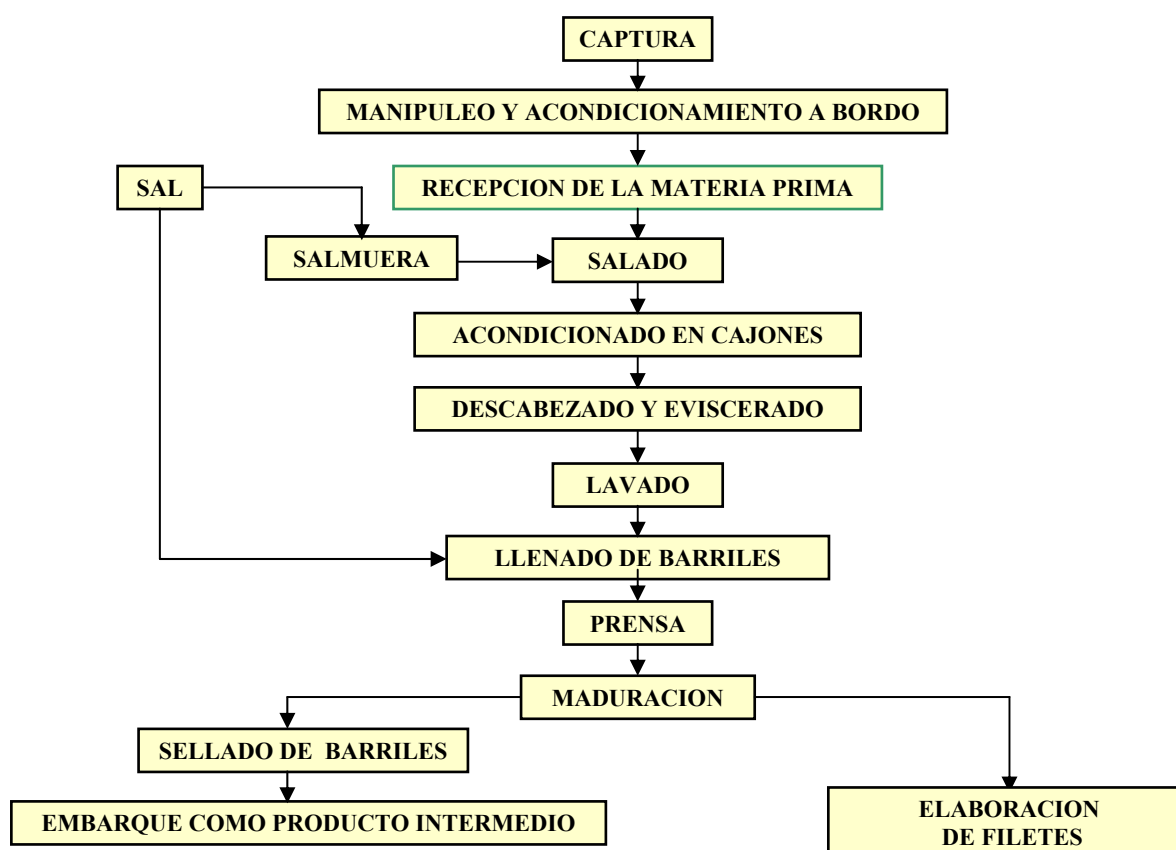 CAPTURA
MANIPULEO Y ACONDICIONAMIENTO A BORDO
SAL
RECEPCION DE LA MATERIA PRIMA
SALMUERA
SALADO
ACONDICIONADO EN CAJONES
DESCABEZADO Y EVISCERADO
LAVADO
LLENADO DE BARRILES
PRENSA
MADURACION
SELLADO DE BARRILES
EMBARQUE COMO PRODUCTO INTERMEDIO
ELABORACION
DE FILETES